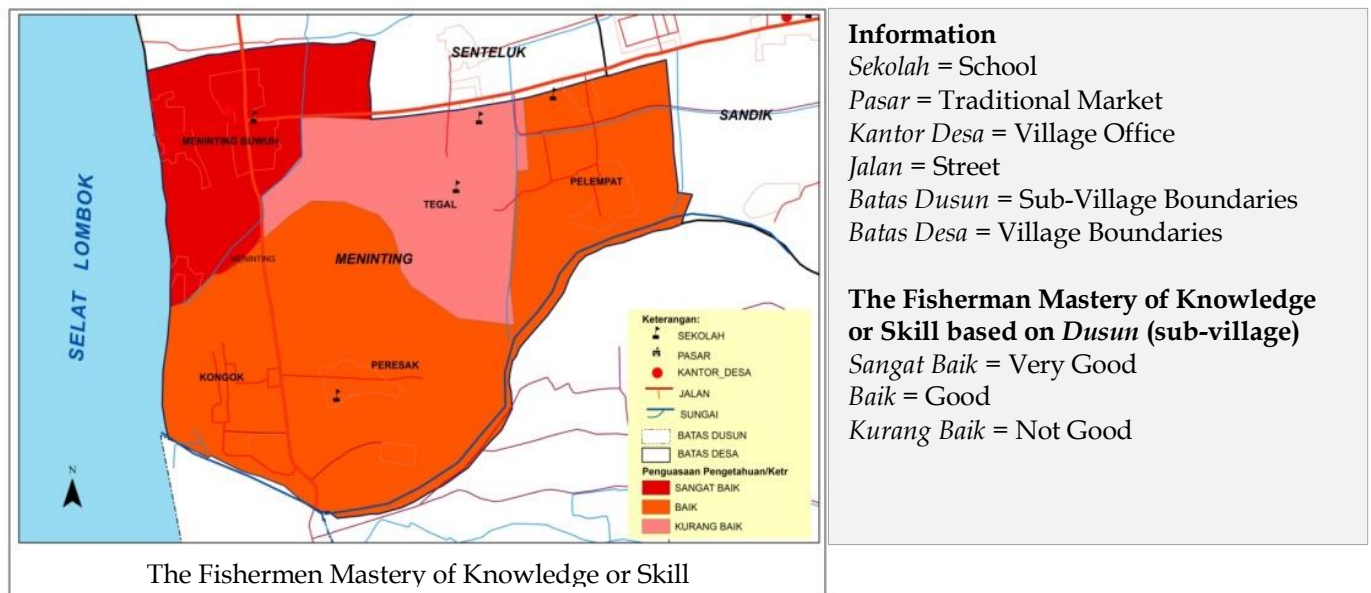 SENTELUK
SANDIK
MENINTING BUWUH
PELEMPAT
TEGAL
MENINTING
MENINTING
SELAT LOMBOK
PERESAK
KONGOK
N
Keterangan:
SEKOLAH
PASAR
KANTOR_DESA
JALAN
SUNGAI
BATAS DUSUN
BATAS DESA
Penguasaan Pengetahuan/Ketr
SANGAT BAIK
BAIK
KURANG BAIK
The Fishermen Mastery of Knowledge or Skill
Information
Sekolah = School
Pasar = Traditional Market
Kantor Desa = Village Office
Jalan = Street
Batas Dusun = Sub-Village Boundaries
Batas Desa = Village Boundaries
The Fisherman Mastery of Knowledge
or Skill based on Dusun (sub-village)
Sangat Baik = Very Good
Baik = Good
Kurang Baik = Not Good